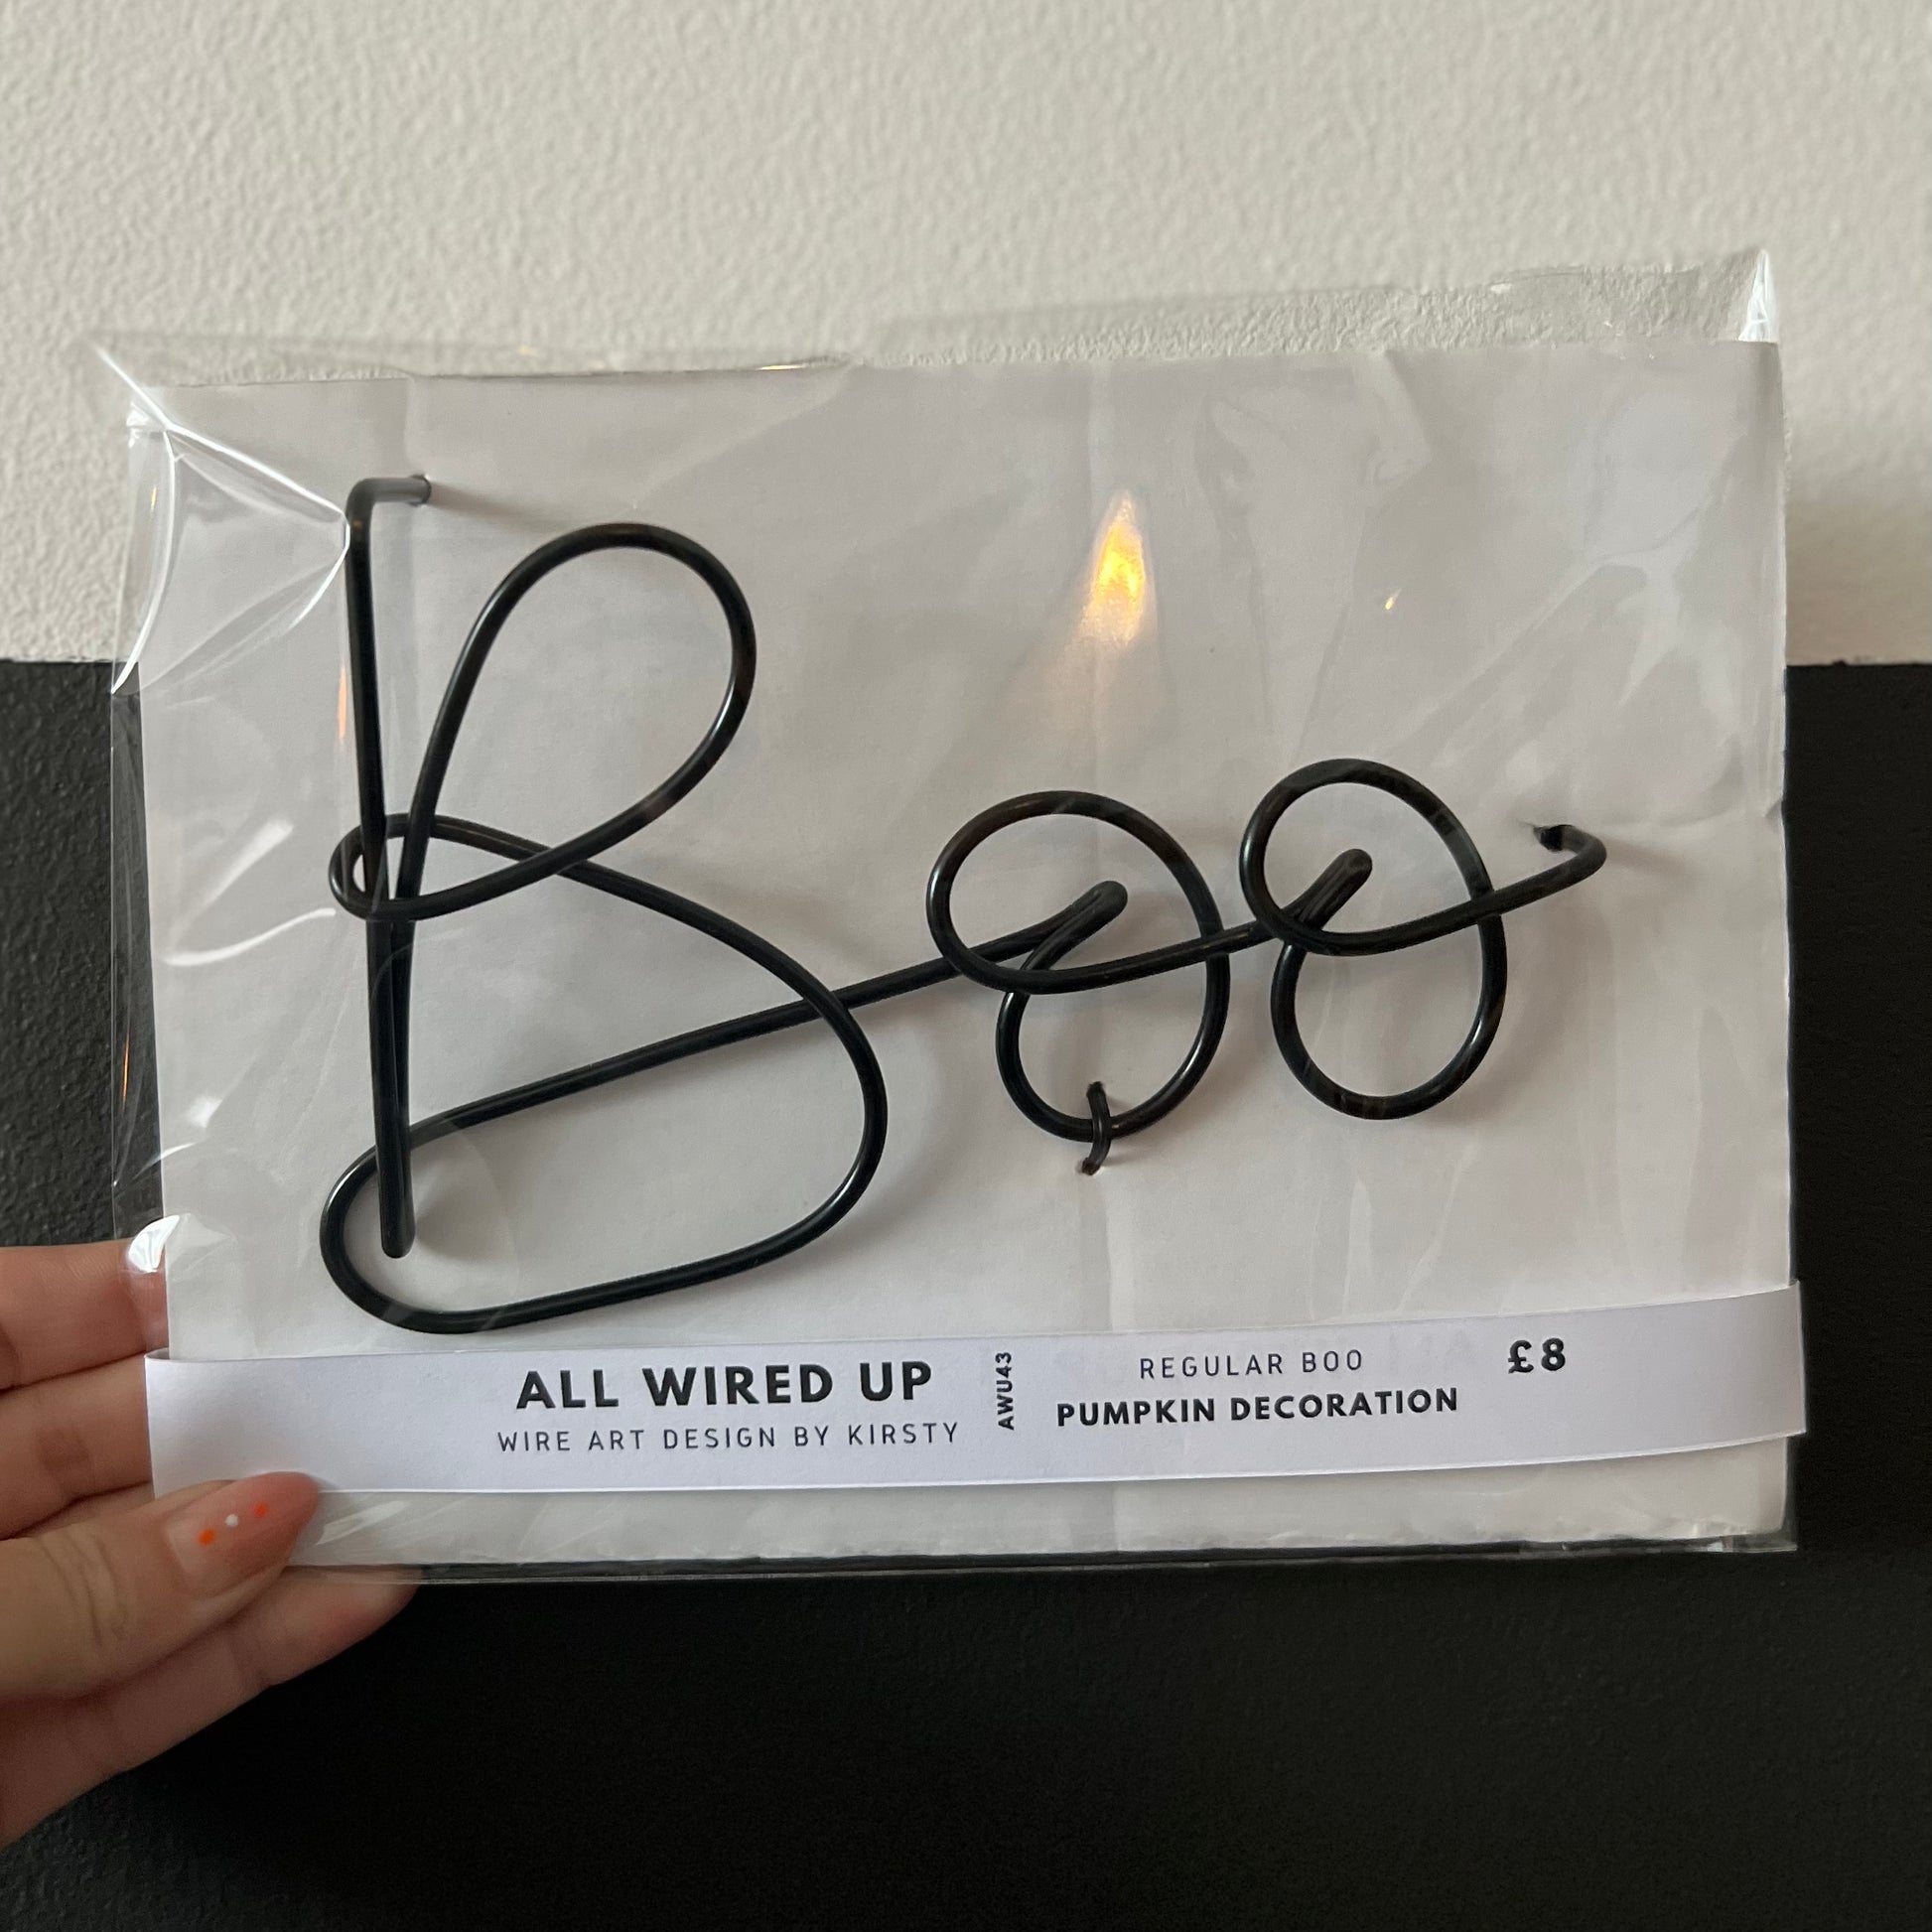 Boo
ALL WIRED UP
WIRE ART DESIGN BY KIRSTY
AWU43
REGULAR BOO
PUMPKIN DECORATION
£8